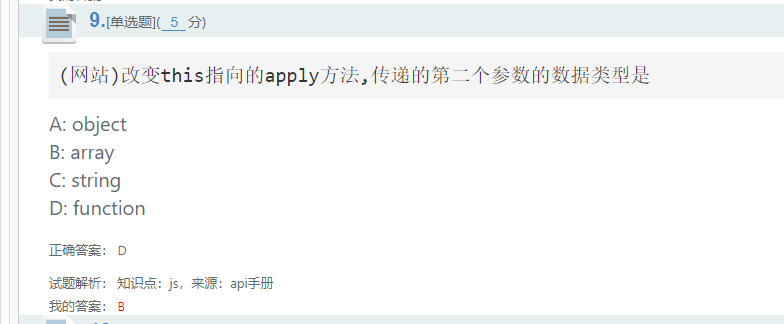 9.[单选题]( 5 分)
(网站)改变this指向的apply方法,传递的第二个参数的数据类型是
A: object
B: array
C: string
D: function
正确答案： D
试题解析： 知识点：js，来源：api手册
我的答案： B